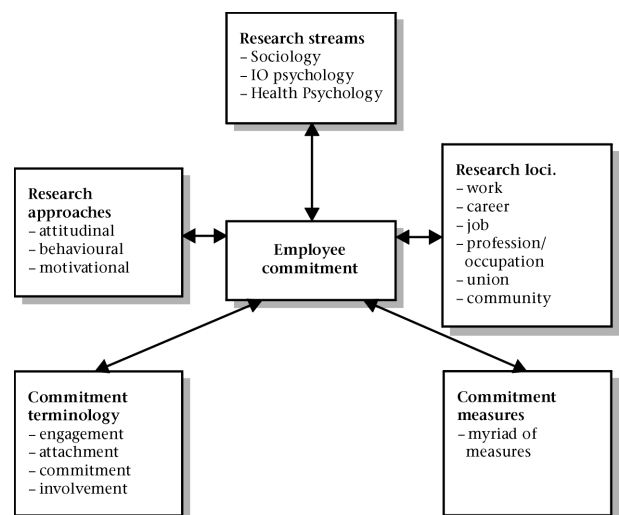 Research streams
– Sociology
– IO psychology
– Health Psychology
Research
approaches
– attitudinal
– behavioural
– motivational
Employee
commitment
Research loci.
– work
– career
– job
– profession/
occupation
– union
– community
Commitment
terminology
– engagement
– attachment
– commitment
– involvement
Commitment
measures
– myriad of
measures